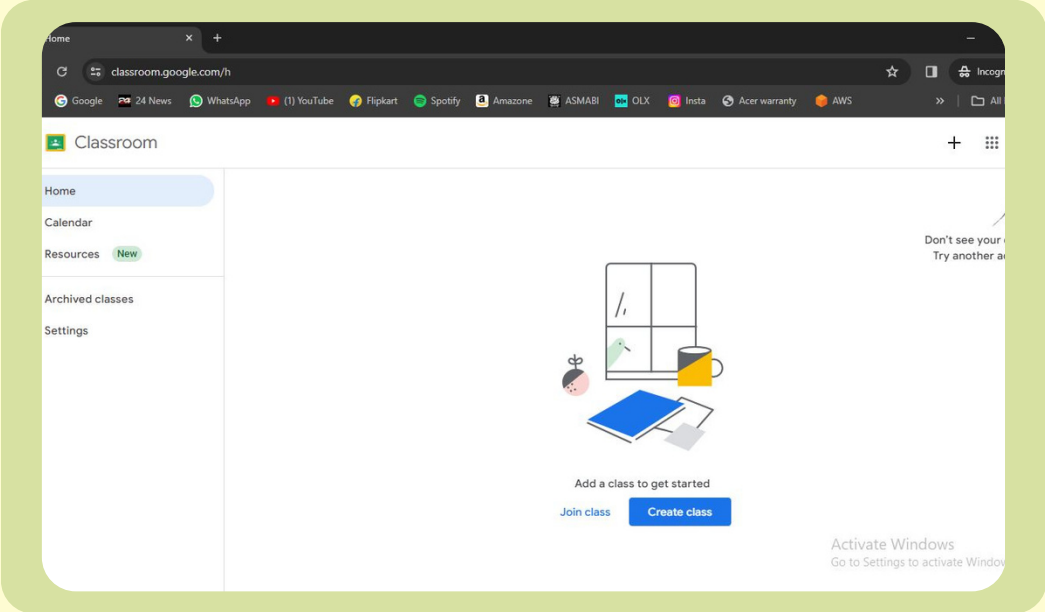 Home × +
classroom.google.com/h Incogn
Google 24 News WhatsApp (1) YouTube Flipkart Spotify Amazone ASMABI OLX Insta Acer warranty AWS » All
Classroom
Home
Calendar
Resources New
Archived classes
Settings
Don't see your
Try another a
Add a class to get started
Join class Create class
Activate Windows
Go to Settings to activate Window